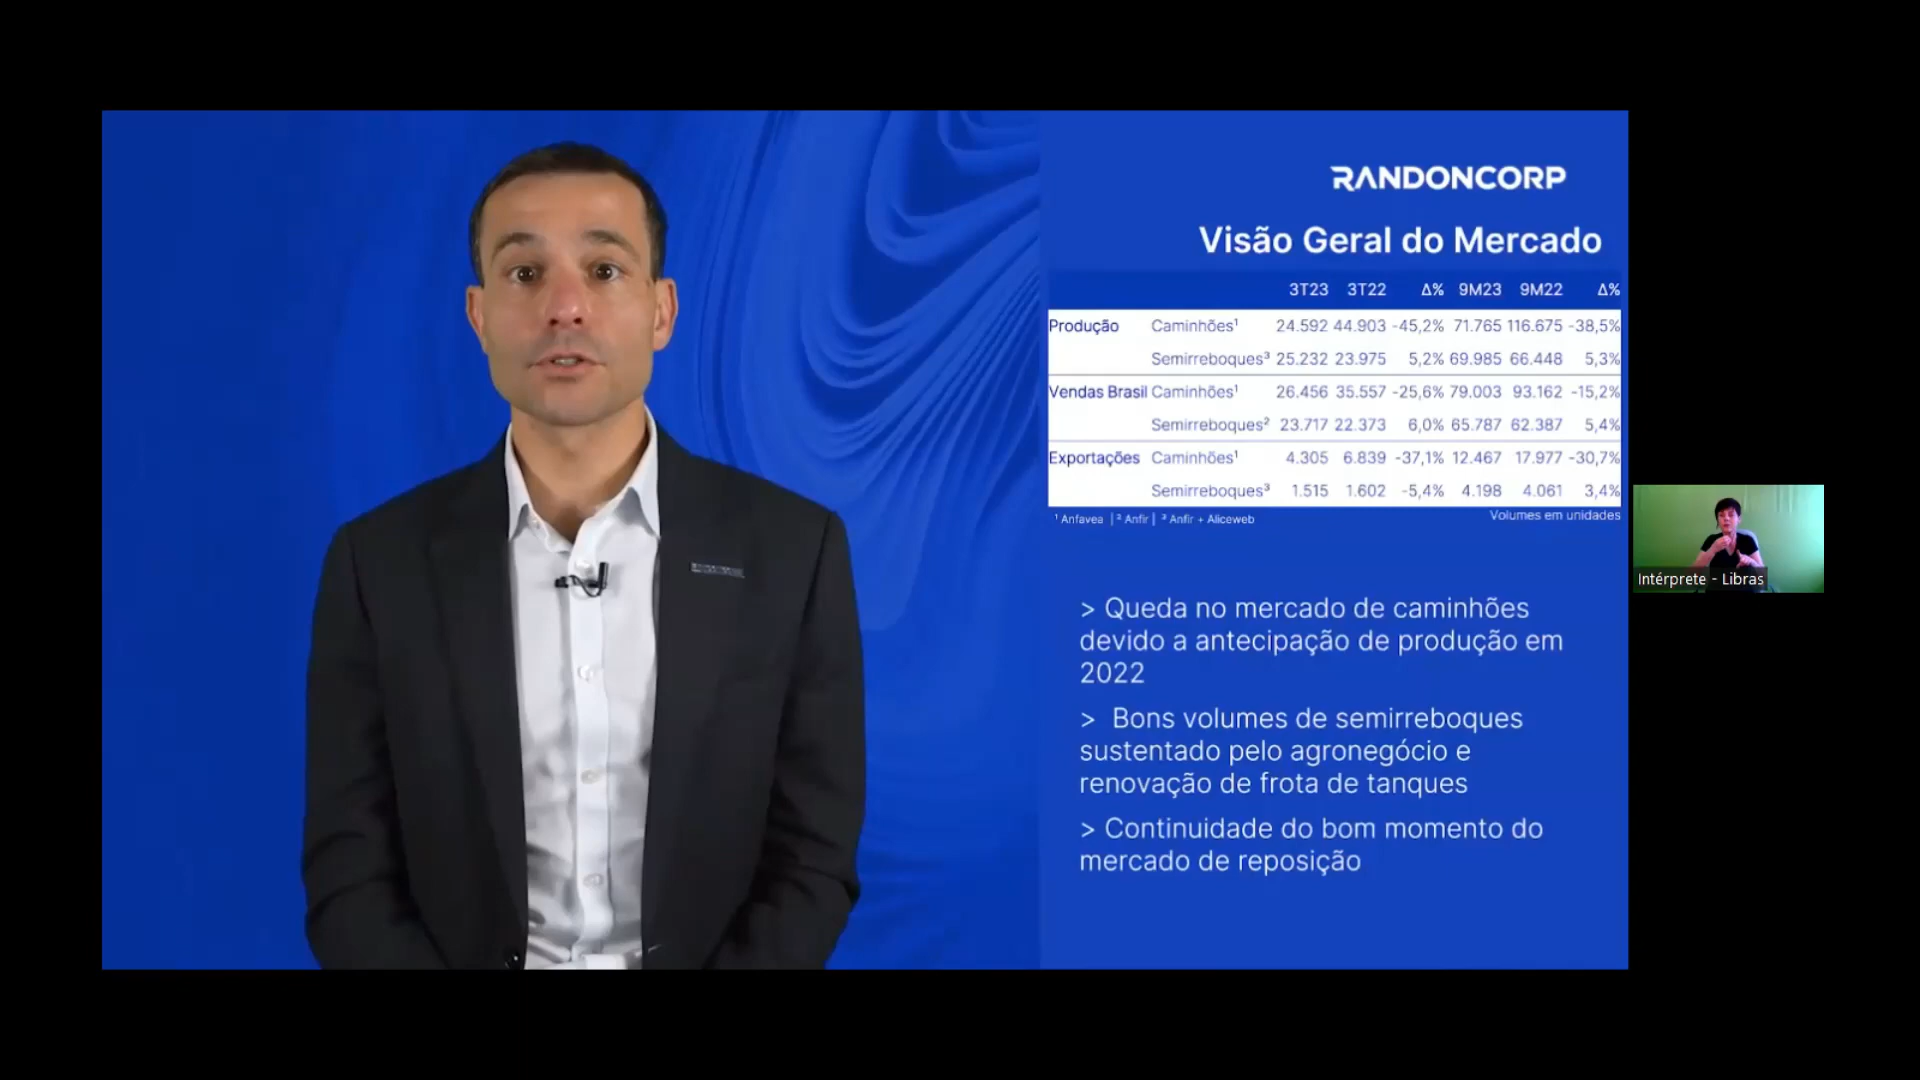 RANDONCORP
Visão Geral do Mercado
3T23 3T22 Δ% 9M23 9M22 Δ%
Produção Caminhões¹ 24.592 44.903 -45,2% 71.765 116.675 -38,5%
Semirreboques³ 25.232 23.975 5,2% 69.985 66.448 5,3%
Vendas Brasil Caminhões¹ 26.456 35.557 -25,6% 79.003 93.162 -15,2%
Semirreboques² 23.717 22.373 6,0% 65.787 62.387 5,4%
Exportações Caminhões¹ 4.305 6.839 -37,1% 12.467 17.977 -30,7%
Semirreboques³ 1.515 1.602 -5,4% 4.198 4.061 3,4%
¹ Anfavea | ² Anfir | ³ Anfir + Aliceweb
Volumes em unidades
> Queda no mercado de caminhões
devido a antecipação de produção em
2022
> Bons volumes de semirreboques
sustentado pelo agronegócio e
renovação de frota de tanques
> Continuidade do bom momento do
mercado de reposição
Intérprete - Libras